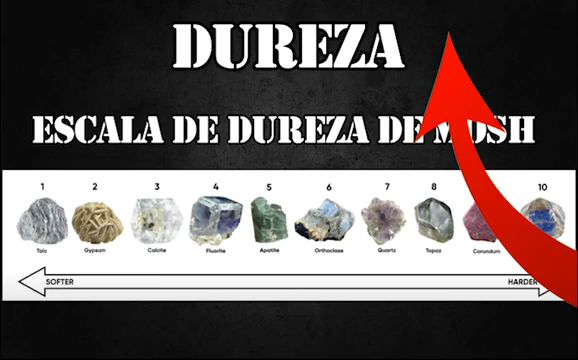 DUREZA
ESCALA DE DUREZA DE MOSH
1 2 3 4 5 6 7 8 10
Talc Gypsum Calcite Fluorite Apatite Orthoclase Quartz Topaz Corundum
SOFTER HARDER